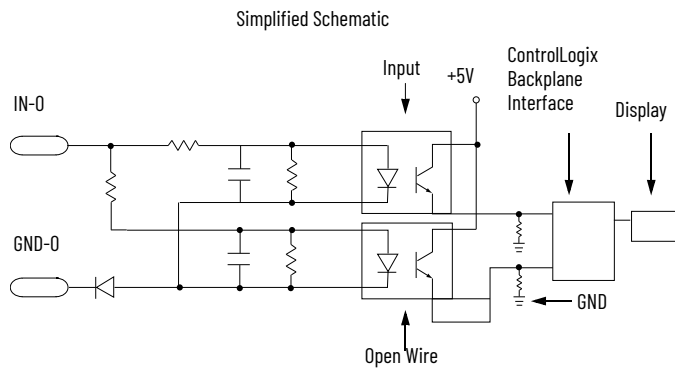 Simplified Schematic
Input
+5V
ControlLogix
Backplane
Interface
Display
IN-0
GND-0
GND
Open Wire